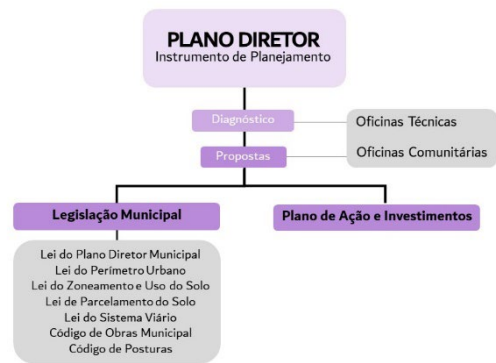 PLANO DIRETOR
Instrumento de Planejamento
Diagnóstico
Oficinas Técnicas
Propostas
Oficinas Comunitárias
Legislação Municipal
Plano de Ação e Investimentos
Lei do Plano Diretor Municipal
Lei do Perímetro Urbano
Lei do Zoneamento e Uso do Solo
Lei de Parcelamento do Solo
Lei do Sistema Viário
Código de Obras Municipal
Código de Posturas